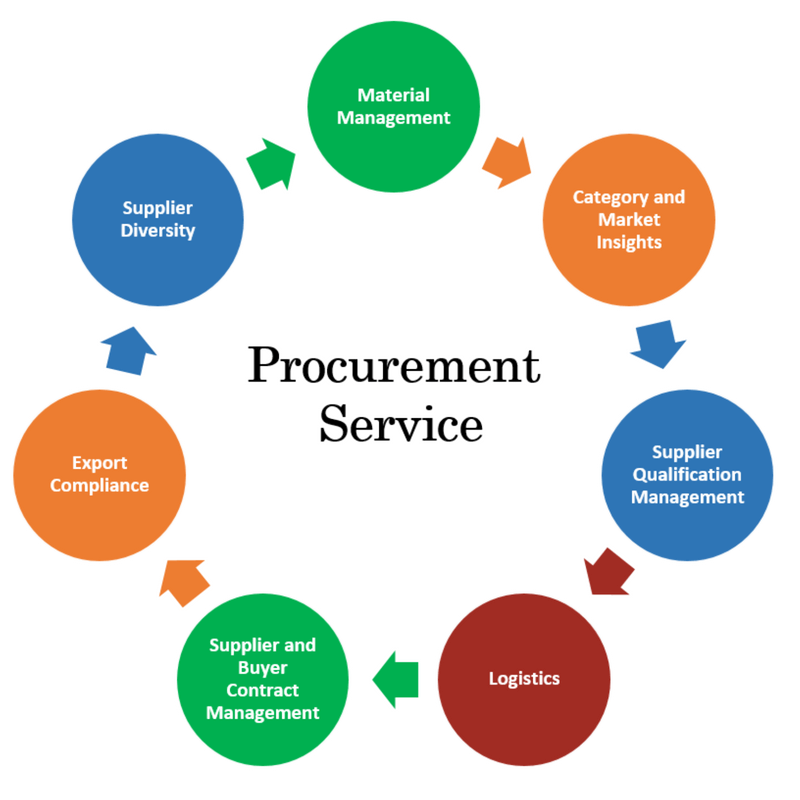 Material
Management
Category and
Market
Insights
Supplier
Qualification
Management
Logistics
Supplier and
Buyer
Contract
Management
Export
Compliance
Supplier
Diversity
Procurement
Service